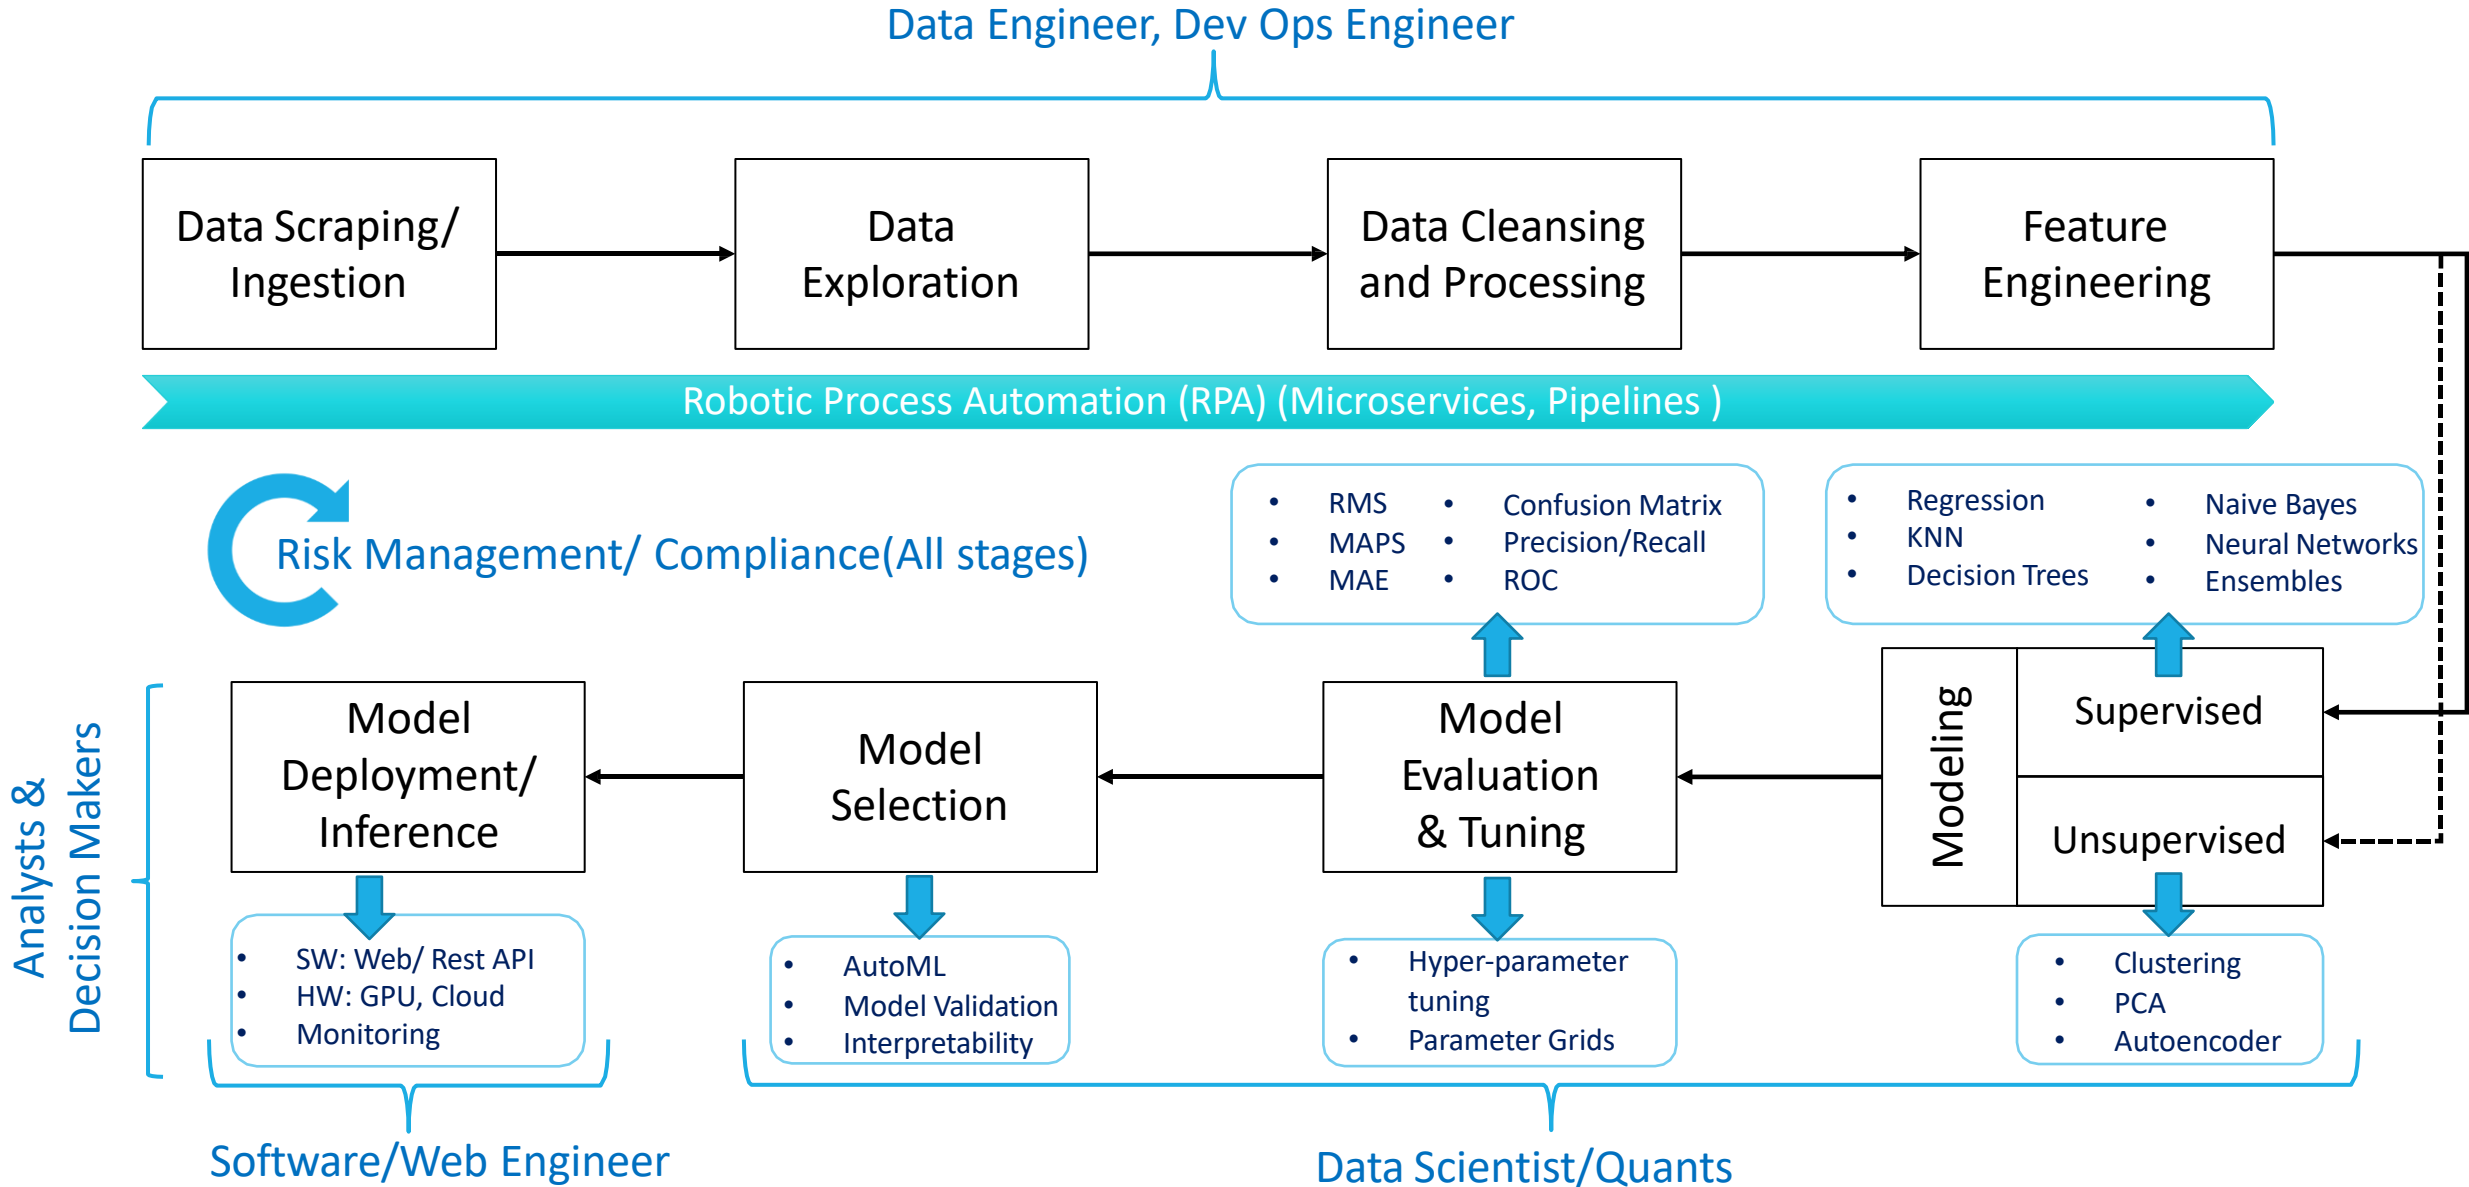 Data Engineer, Dev Ops Engineer
Data Scraping/
Ingestion
Data
Exploration
Data Cleansing
and Processing
Feature
Engineering
Robotic Process Automation (RPA) (Microservices, Pipelines )
Risk Management/ Compliance(All stages)
• RMS
• MAPS
• MAE
• Confusion Matrix
• Precision/Recall
• ROC
• Regression
• KNN
• Decision Trees
• Naive Bayes
• Neural Networks
• Ensembles
Modeling
Supervised
Unsupervised
Model
Evaluation
& Tuning
Model
Selection
Model
Deployment/
Inference
Analysts &
Decision Makers
• SW: Web/ Rest API
• HW: GPU, Cloud
• Monitoring
• AutoML
• Model Validation
• Interpretability
• Hyper-parameter
tuning
• Parameter Grids
• Clustering
• PCA
• Autoencoder
Software/Web Engineer
Data Scientist/Quants